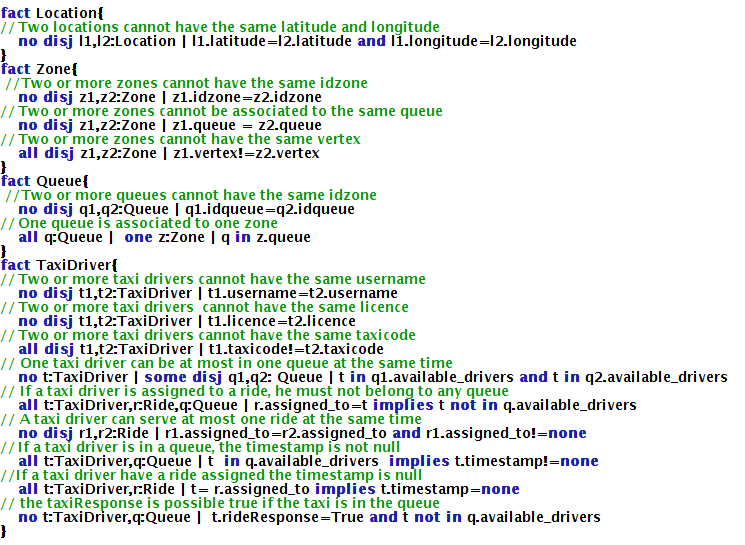 fact Location{
// Two locations cannot have the same latitude and longitude
no disj l1,l2:Location | l1.latitude=l2.latitude and l1.longitude=l2.longitude
}
fact Zone{
//Two or more zones cannot have the same idzone
no disj z1,z2:Zone | z1.idzone=z2.idzone
// Two or more zones cannot be associated to the same queue
no disj z1,z2:Zone | z1.queue = z2.queue
// Two or more zones cannot have the same vertex
all disj z1,z2:Zone | z1.vertex!=z2.vertex
}
fact Queue{
//Two or more queues cannot have the same idzone
no disj q1,q2:Queue | q1.idqueue=q2.idqueue
// One queue is associated to one zone
all q:Queue | one z:Zone | q in z.queue
}
fact TaxiDriver{
// Two or more taxi drivers cannot have the same username
no disj t1,t2:TaxiDriver | t1.username=t2.username
// Two or more taxi drivers cannot have the same licence
no disj t1,t2:TaxiDriver | t1.licence=t2.licence
// Two or more taxi drivers cannot have the same taxicode
all disj t1,t2:TaxiDriver | t1.taxicode!=t2.taxicode
// One taxi driver can be at most in one queue at the same time
no t:TaxiDriver | some disj q1,q2: Queue | t in q1.available_drivers and t in q2.available_drivers
// If a taxi driver is assigned to a ride, he must not belong to any queue
all t:TaxiDriver,r:Ride,q:Queue | r.assigned_to=t implies t not in q.available_drivers
// A taxi driver can serve at most one ride at the same time
no disj r1,r2:Ride | r1.assigned_to=r2.assigned_to and r1.assigned_to!=none
//If a taxi driver is in a queue, the timestamp is not null
all t:TaxiDriver,q:Queue | t in q.available_drivers implies t.timestamp!=none
//If a taxi driver have a ride assigned the timestamp is null
all t:TaxiDriver,r:Ride | t= r.assigned_to implies t.timestamp=none
// the taxiResponse is possible true if the taxi is in the queue
no t:TaxiDriver,q:Queue | t.rideResponse=True and t not in q.available_drivers
}